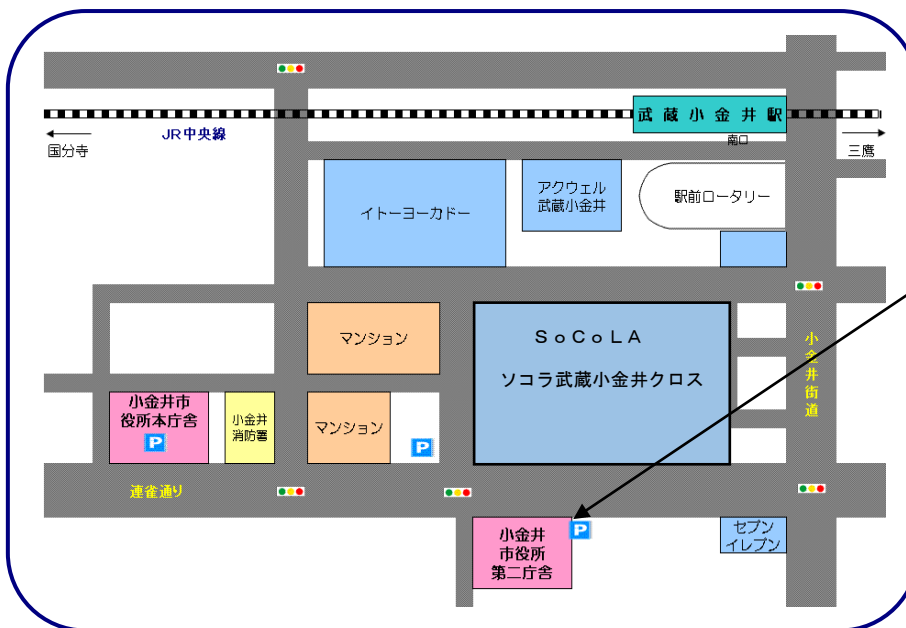 武蔵小金井駅
南口
JR中央線
国分寺
三鷹
イトーヨーカドー
アクウェル
武蔵小金井
駅前ロータリー
マンション
SoCoLA
ソコラ武蔵小金井クロス
小金井街道
小金井市
役所本庁舎
P
小金井
消防署
マンション
P
連雀通り
小金井
市役所
第二庁舎
P
セブン
イレブン